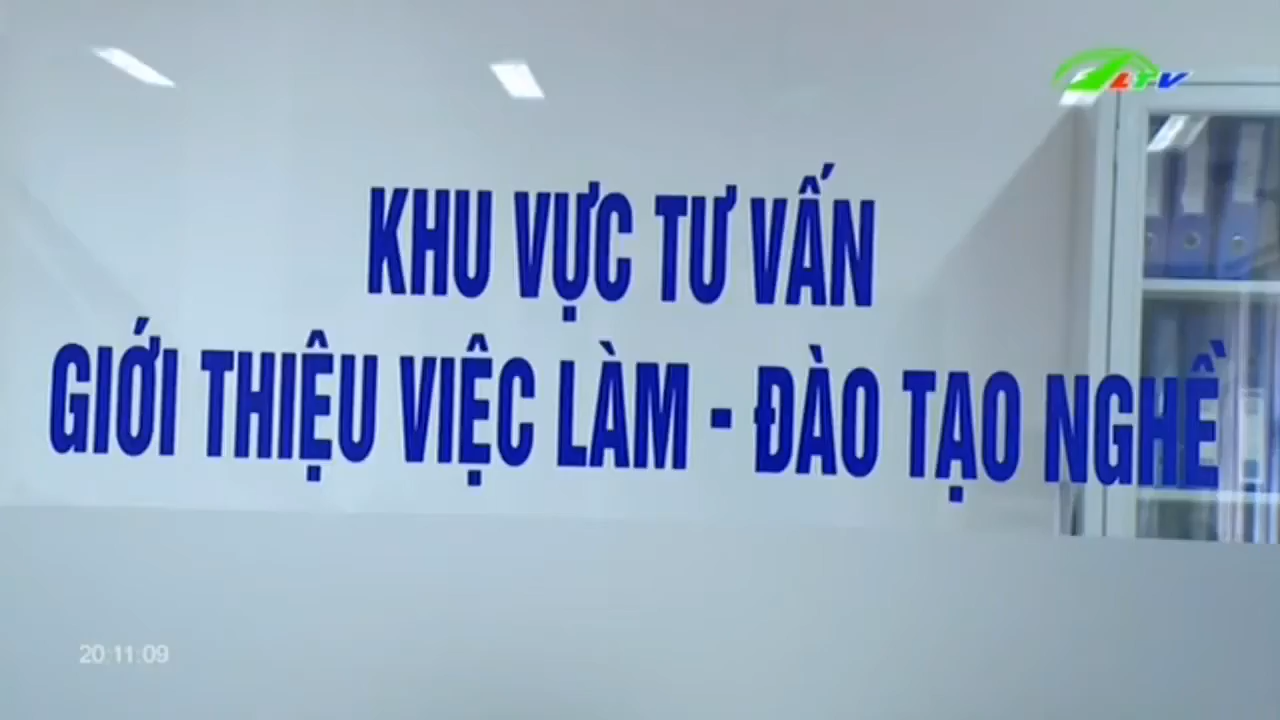 LTV
KHU VỰC TƯ VẤN
GIỚI THIỆU VIỆC LÀM - ĐÀO TẠO NGHỀ
20:11:09